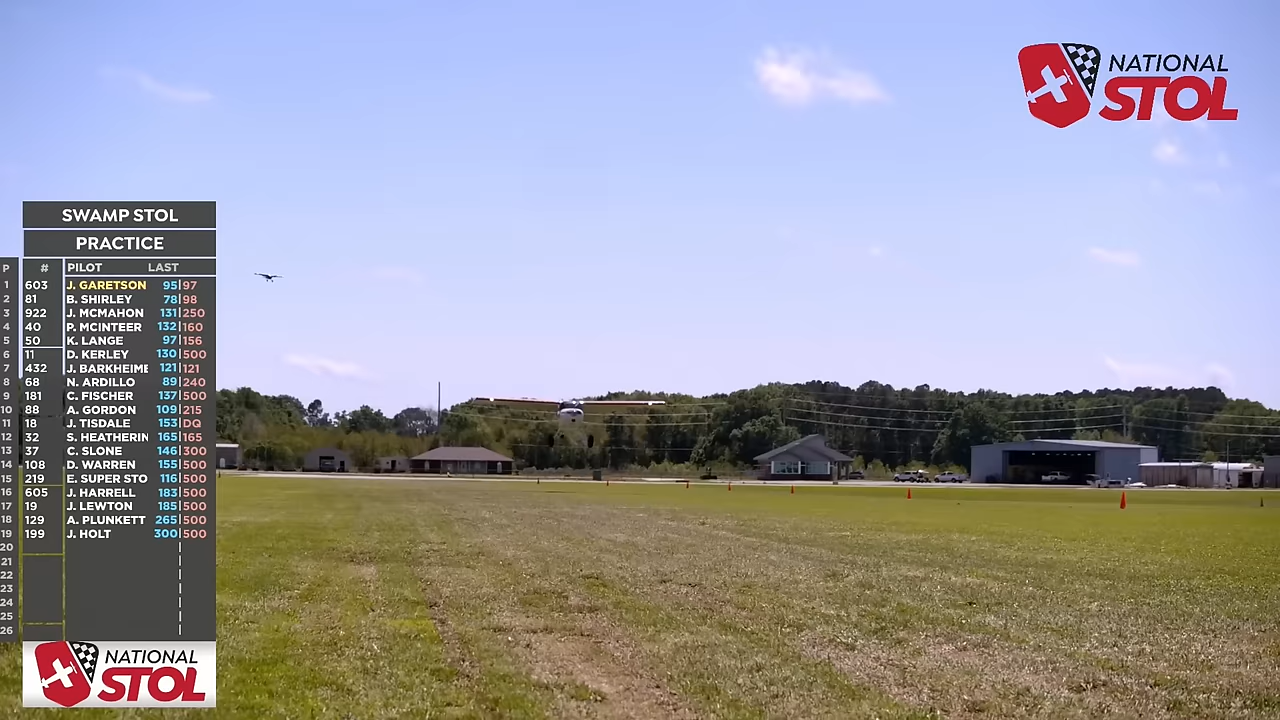 NATIONAL
STOL
SWAMP STOL
PRACTICE
P # PILOT LAST
1 603 J. GARETSON 95 97
2 81 B. SHIRLEY 78 98
3 922 J. MCMAHON 131 250
4 40 P. MCINTEER 132 160
5 50 K. LANGE 97 156
6 11 D. KERLEY 130 500
7 432 J. BARKHEIME 121 121
8 68 N. ARDILLO 89 240
9 181 C. FISCHER 137 500
10 88 A. GORDON 109 215
11 18 J. TISDALE 153 DQ
12 32 S. HEATHERIN 165 165
13 37 C. SLONE 146 300
14 108 D. WARREN 155 500
15 219 E. SUPER STO 116 500
16 605 J. HARRELL 183 500
17 19 J. LEWTON 185 500
18 129 A. PLUNKETT 265 500
19 199 J. HOLT 300 500
20
21
22
23
24
25
26
NATIONAL
STOL